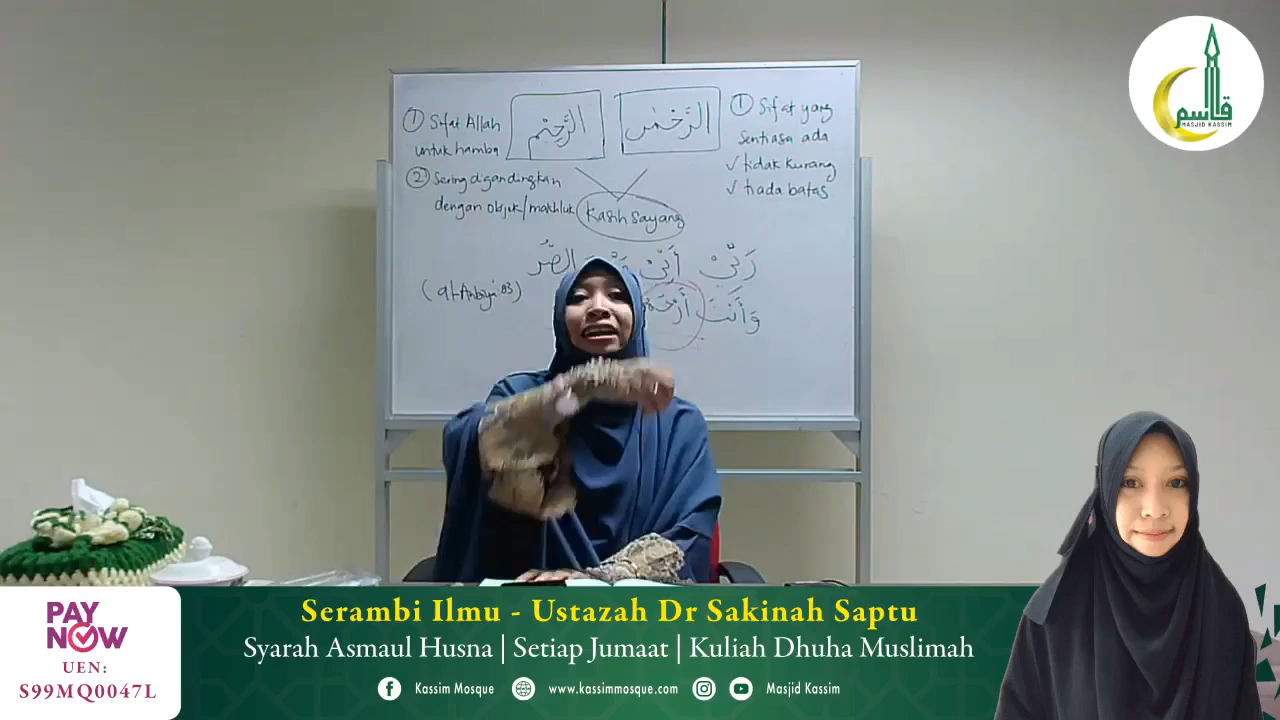 ① Sifat Allah
untuk hamba
الرَّحِيْم
الرَّحْمٰن
① Sifat yang
sentiasa ada
✓ tidak kurang
✓ tiada batas
② Sering digandingkan
dengan objek/makhluk
Kasih sayang
رَبِّيْ أَنِّيْ الضُّر
وَأَنْتَ
(al-Anbiya 83)
قاسم
MASJID KASSIM
PAY
NOW
UEN:
S99MQ0047L
Serambi Ilmu - Ustazah Dr Sakinah Saptu
Syarah Asmaul Husna | Setiap Jumaat | Kuliah Dhuha Muslimah
Kassim Mosque www.kassimmosque.com Masjid Kassim